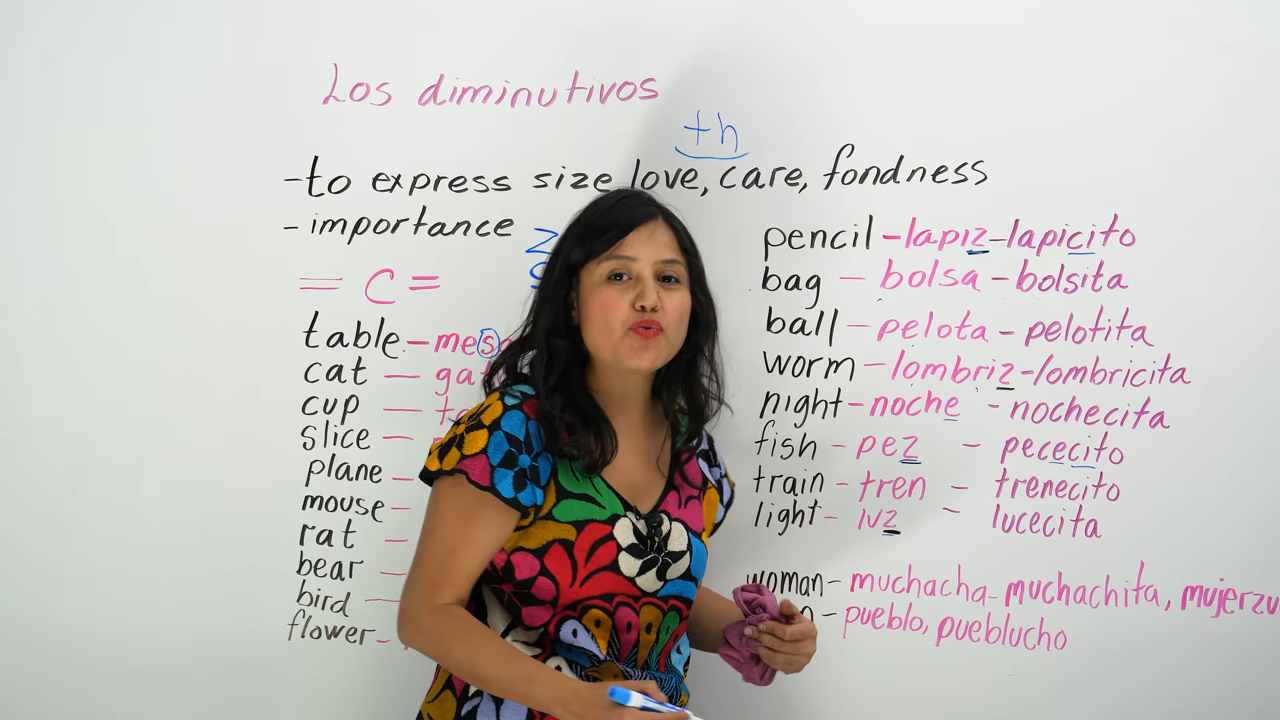 Los diminutivos
th
-to express size love, care, fondness
- importance
= C =
table - mes
cat - gat
cup -
slice -
plane -
mouse -
rat -
bear -
bird -
flower -
pencil - lapiz - lapicito
bag - bolsa - bolsita
ball - pelota - pelotita
worm - lombriz - lombricita
night - noche - nochecita
fish - pez - pececito
train - tren - trenecito
light - luz - lucecita
woman - muchacha - muchachita, mujerzu
- pueblo, pueblucho